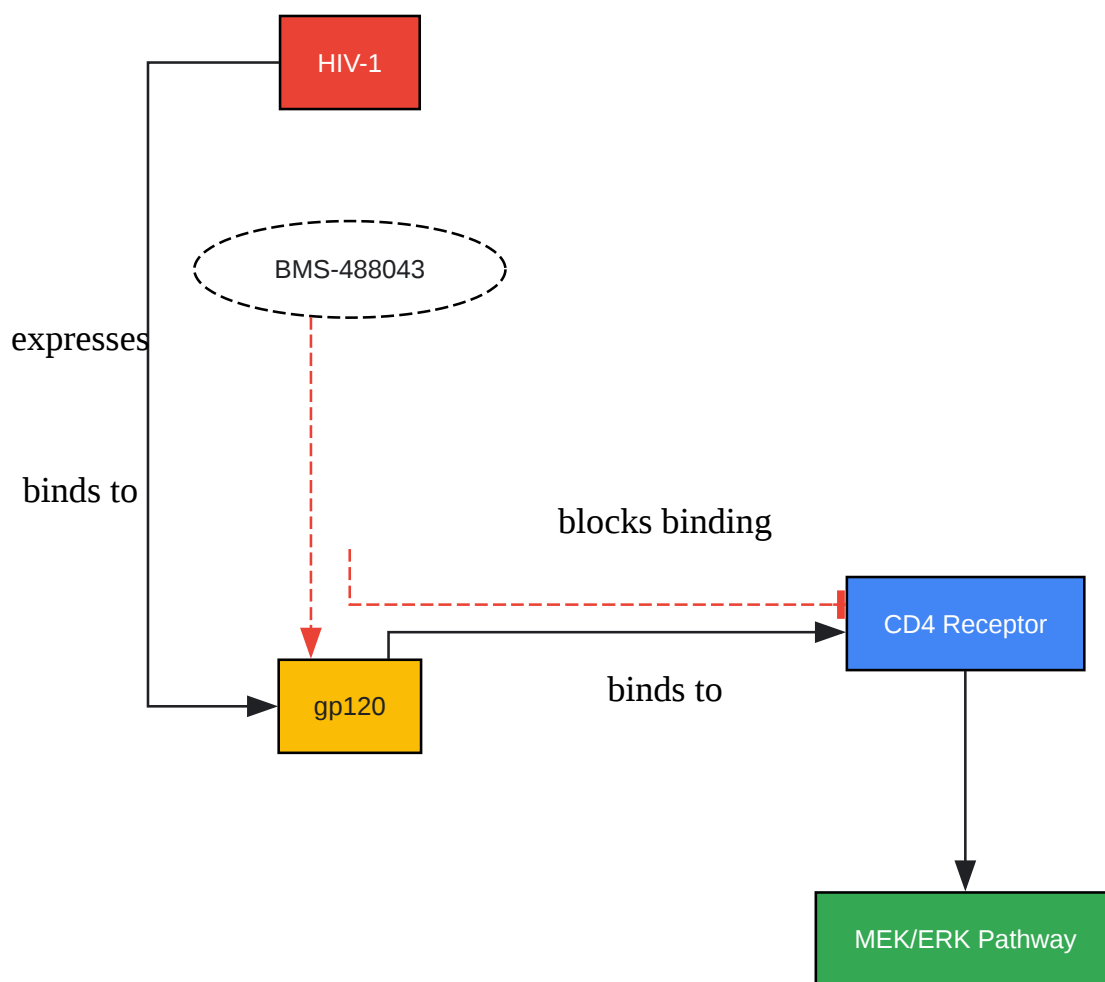 HIV-1
BMS-488043
expresses
binds to
blocks binding
CD4 Receptor
binds to
gp120
MEK/ERK Pathway